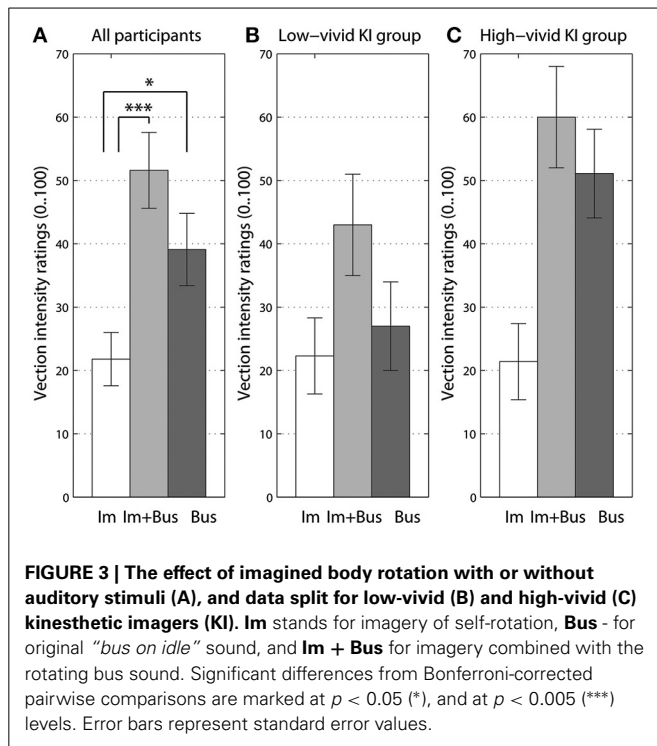 A All participants
B Low−vivid KI group
C High−vivid KI group
70
60
50
40
30
20
10
0
Vection intensity ratings (0..100)
*
***
Im Im+Bus Bus
70
60
50
40
30
20
10
0
Vection intensity ratings (0..100)
Im Im+Bus Bus
70
60
50
40
30
20
10
0
Vection intensity ratings (0..100)
Im Im+Bus Bus
FIGURE 3 | The effect of imagined body rotation with or without
auditory stimuli (A), and data split for low-vivid (B) and high-vivid (C)
kinesthetic imagers (KI). Im stands for imagery of self-rotation, Bus - for
original “bus on idle” sound, and Im + Bus for imagery combined with the
rotating bus sound. Significant differences from Bonferroni-corrected
pairwise comparisons are marked at p < 0.05 (*), and at p < 0.005 (***)
levels. Error bars represent standard error values.